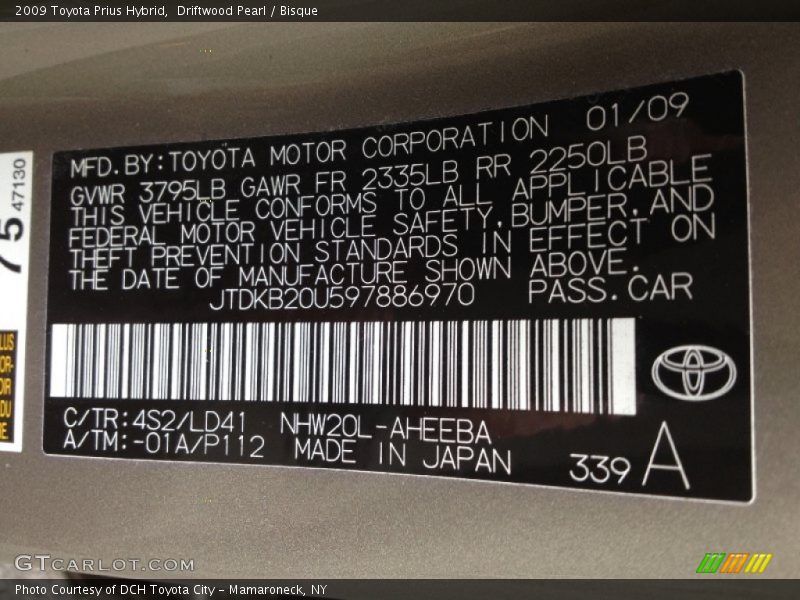 2009 Toyota Prius Hybrid,  Driftwood Pearl / Bisque
MFD.BY:TOYOTA MOTOR CORPORATION 01/09
GVWR 3795LB GAWR FR 2335LB RR 2250LB
THIS VEHICLE CONFORMS TO ALL APPLICABLE
FEDERAL MOTOR VEHICLE SAFETY,BUMPER,AND
THEFT PREVENTION STANDARDS IN EFFECT ON
THE DATE OF MANUFACTURE SHOWN ABOVE.
JTDKB20U597886970 PASS.CAR
C/TR:4S2/LD41 NHW20L-AHEEBA
A/TM:-01A/P112 MADE IN JAPAN
339 A
75
47130
GTCARLOT.COM
Photo Courtesy of DCH Toyota City – Mamaroneck, NY